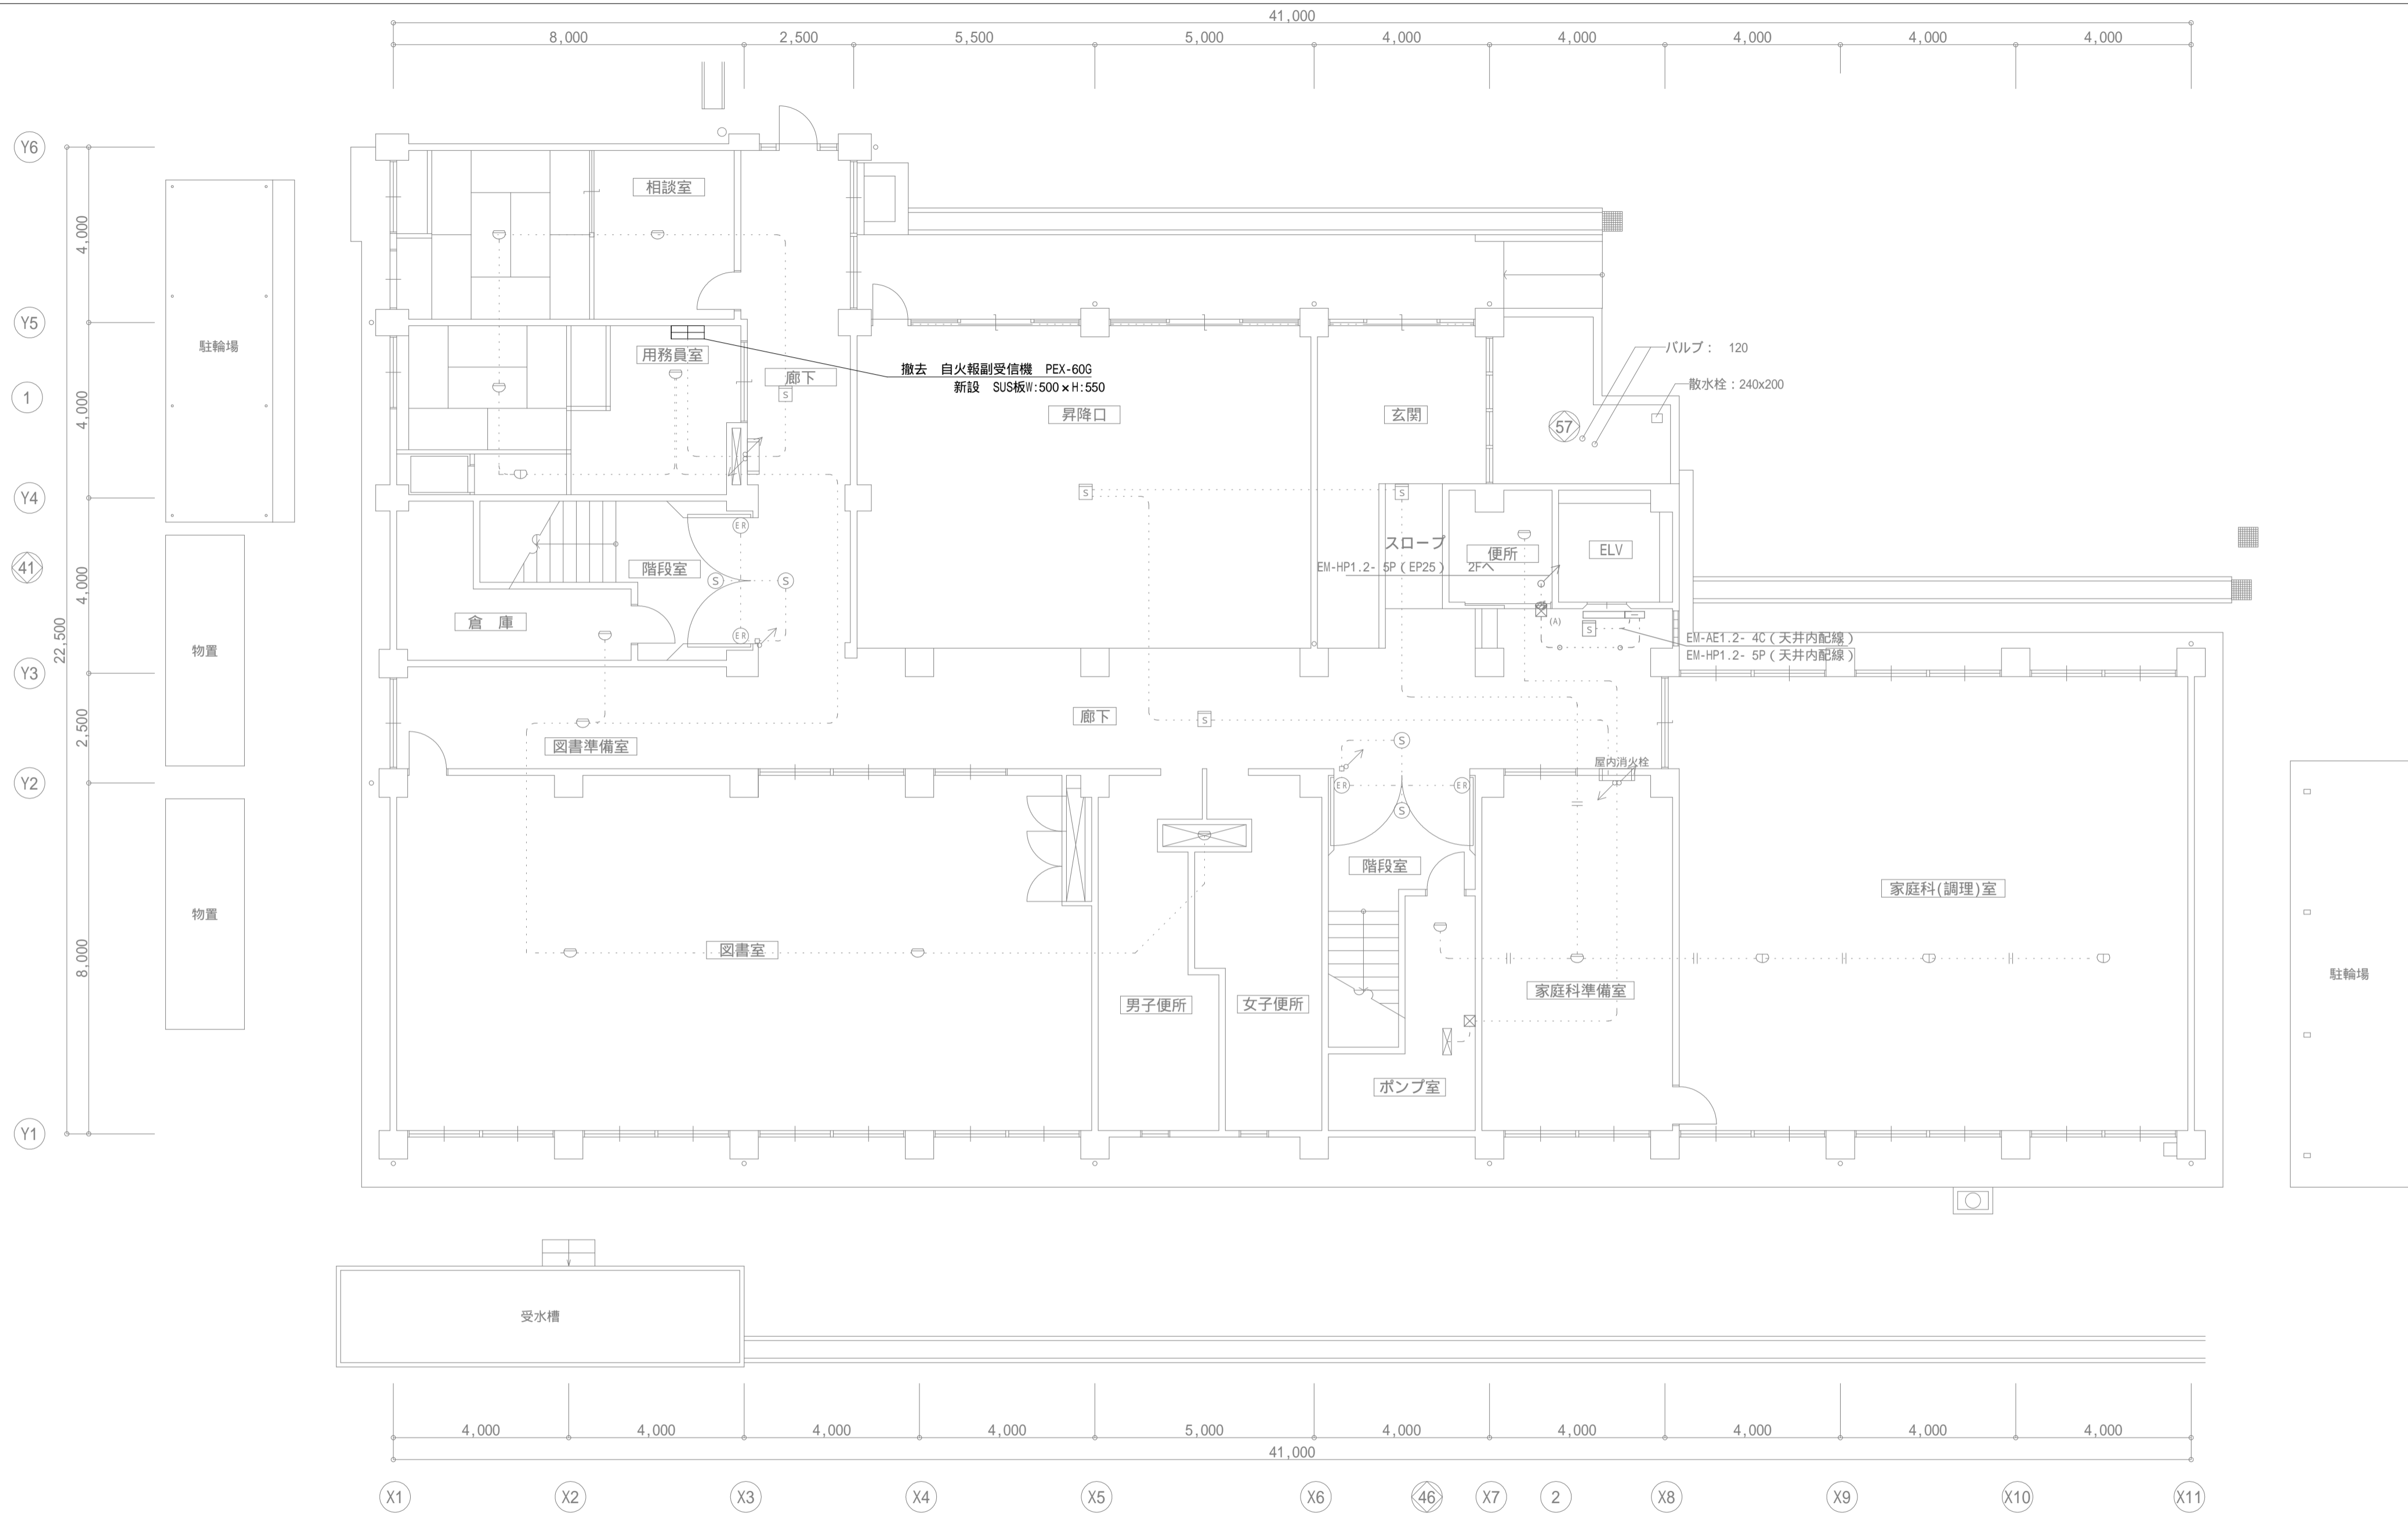 41,000
8,000 2,500 5,500 5,000 4,000 4,000 4,000 4,000 4,000
Y6
相談室
4,000
Y5
駐輪場
用務員室
廊下
撤去 自火報副受信機 PEX-60G
新設 SUS板W:500×H:550
バルブ: 120
散水栓:240x200
1
4,000
S
昇降口
玄関
57
Y4
S
S
ER
スロープ
便所
ELV
41
階段室
S
S
EM-HP1.2- 5P(EP25) 2Fへ
4,000
22,500
倉 庫
ER
(A)
S
EM-AE1.2- 4C(天井内配線)
EM-HP1.2- 5P(天井内配線)
物置
Y3
2,500
廊下
S
図書準備室
S
屋内消火栓
Y2
ER
ER
S
階段室
家庭科(調理)室
物置
8,000
図書室
駐輪場
男子便所
女子便所
家庭科準備室
ポンプ室
Y1
受水槽
4,000 4,000 4,000 4,000 5,000 4,000 4,000 4,000 4,000 4,000
41,000
X1 X2 X3 X4 X5 X6 46 X7 2 X8 X9 X10 X11